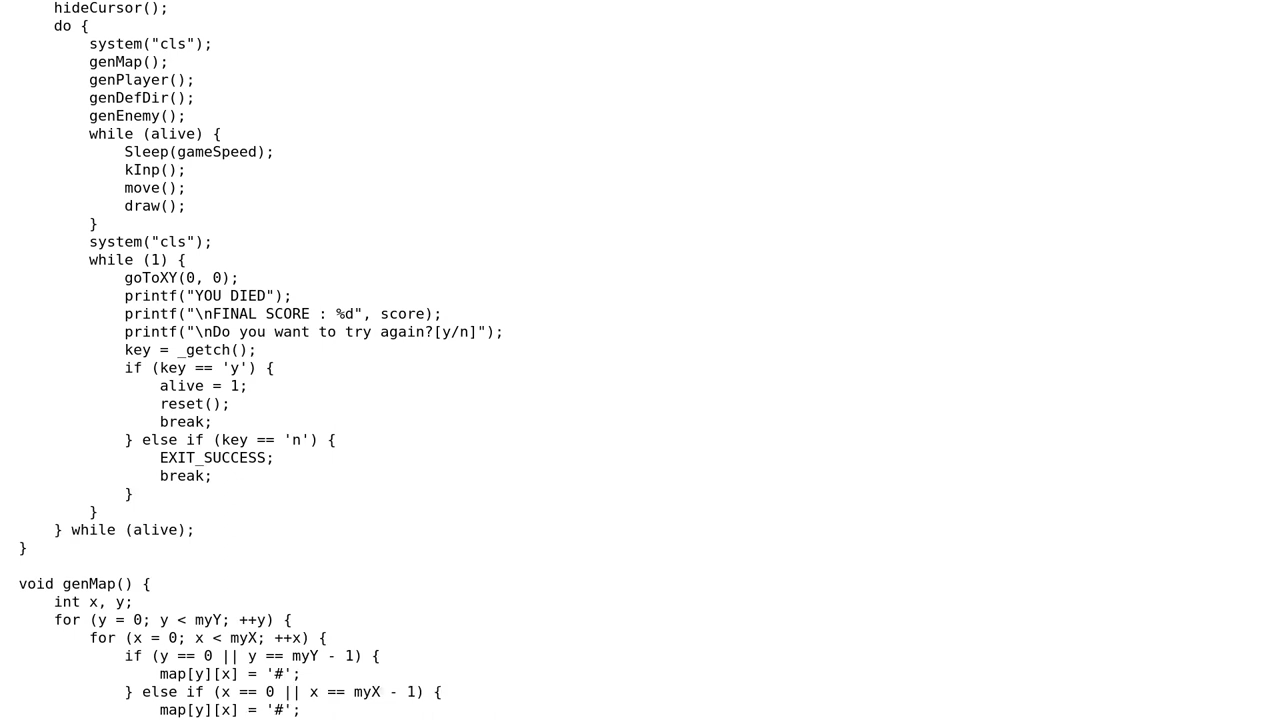 hideCursor();
do {
system("cls");
genMap();
genPlayer();
genDefDir();
genEnemy();
while (alive) {
Sleep(gameSpeed);
kInp();
move();
draw();
}
system("cls");
while (1) {
goToXY(0, 0);
printf("YOU DIED");
printf("\nFINAL SCORE : %d", score);
printf("\nDo you want to try again?[y/n]");
key = _getch();
if (key == 'y') {
alive = 1;
reset();
break;
} else if (key == 'n') {
EXIT_SUCCESS;
break;
}
}
} while (alive);
}
void genMap() {
int x, y;
for (y = 0; y < myY; ++y) {
for (x = 0; x < myX; ++x) {
if (y == 0 || y == myY - 1) {
map[y][x] = '#';
} else if (x == 0 || x == myX - 1) {
map[y][x] = '#';